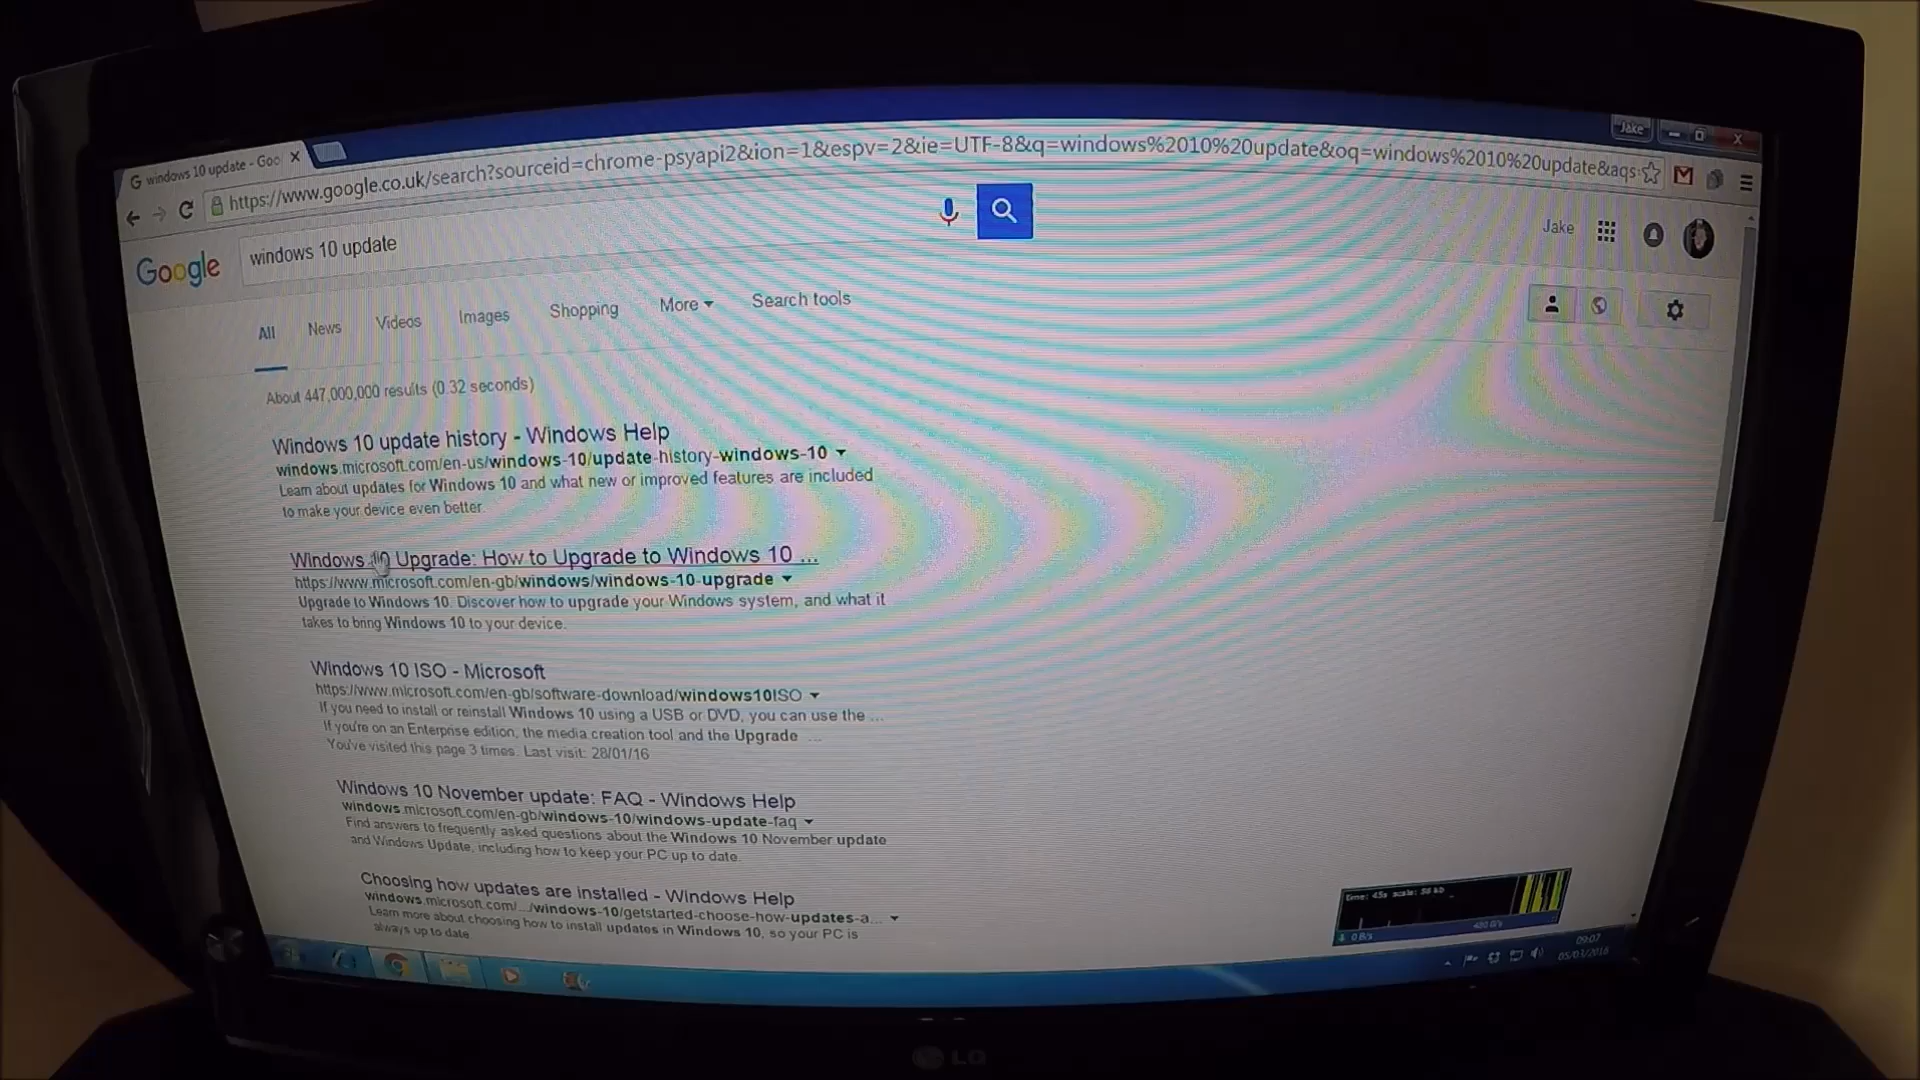 Jake
windows 10 update - Goo
https://www.google.co.uk/search?sourceid=chrome-psyapi2&ion=1&espv=2&ie=UTF-8&q=windows%2010%20update&oq=windows%2010%20update&aqs
Google
windows 10 update
Jake
All News Videos Images Shopping More Search tools
About 447,000,000 results (0.32 seconds)
Windows 10 update history - Windows Help
windows.microsoft.com/en-us/windows-10/update-history-windows-10
Learn about updates for Windows 10 and what new or improved features are included
to make your device even better.
Windows 10 Upgrade: How to Upgrade to Windows 10 ...
https://www.microsoft.com/en-gb/windows/windows-10-upgrade
Upgrade to Windows 10. Discover how to upgrade your Windows system, and what it
takes to bring Windows 10 to your device.
Windows 10 ISO - Microsoft
https://www.microsoft.com/en-gb/software-download/windows10ISO
If you need to install or reinstall Windows 10 using a USB or DVD, you can use the ...
If you're on an Enterprise edition, the media creation tool and the Upgrade ...
You've visited this page 3 times. Last visit: 28/01/16
Windows 10 November update: FAQ - Windows Help
windows.microsoft.com/en-gb/windows-10/windows-update-faq
Find answers to frequently asked questions about the Windows 10 November update
and Windows Update, including how to keep your PC up to date.
Choosing how updates are installed - Windows Help
windows.microsoft.com/.../windows-10/getstarted-choose-how-updates-a...
Learn more about choosing how to install updates in Windows 10, so your PC is
always up to date.
09:07
05/03/2016
LG